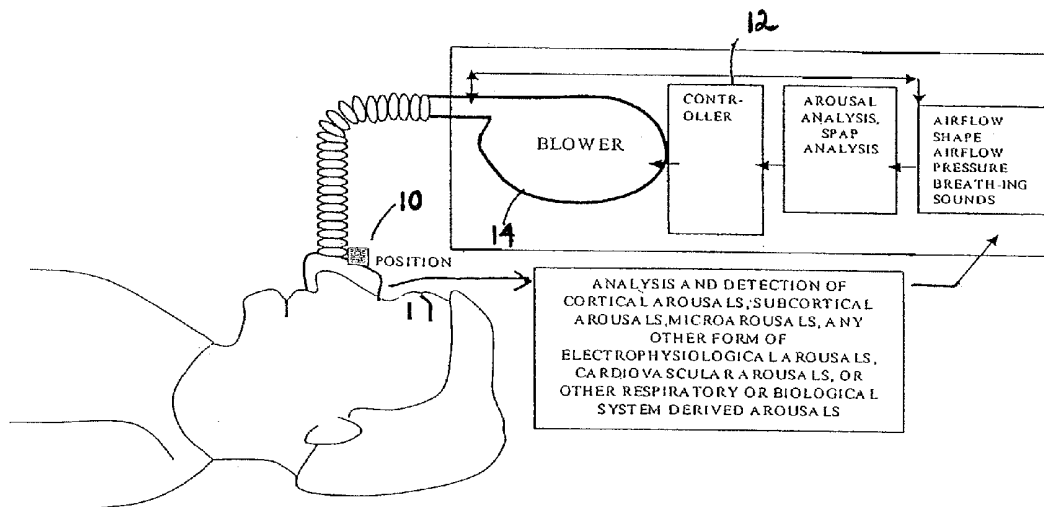 12
CONTR-
OLLER
AROUSAL
ANALYSIS,
SPAP
ANALYSIS
AIRFLOW
SHAPE
AIRFLOW
PRESSURE
BREATH-ING
SOUNDS
BLOWER
14
10
POSITION
ANALYSIS AND DETECTION OF
CORTICAL AROUSALS, SUBCORTICAL
AROUSALS, MICROAROUSALS, ANY
OTHER FORM OF
ELECTROPHYSIOLOGICAL AROUSALS,
CARDIOVASCULAR AROUSALS, OR
OTHER RESPIRATORY OR BIOLOGICAL
SYSTEM DERIVED AROUSALS